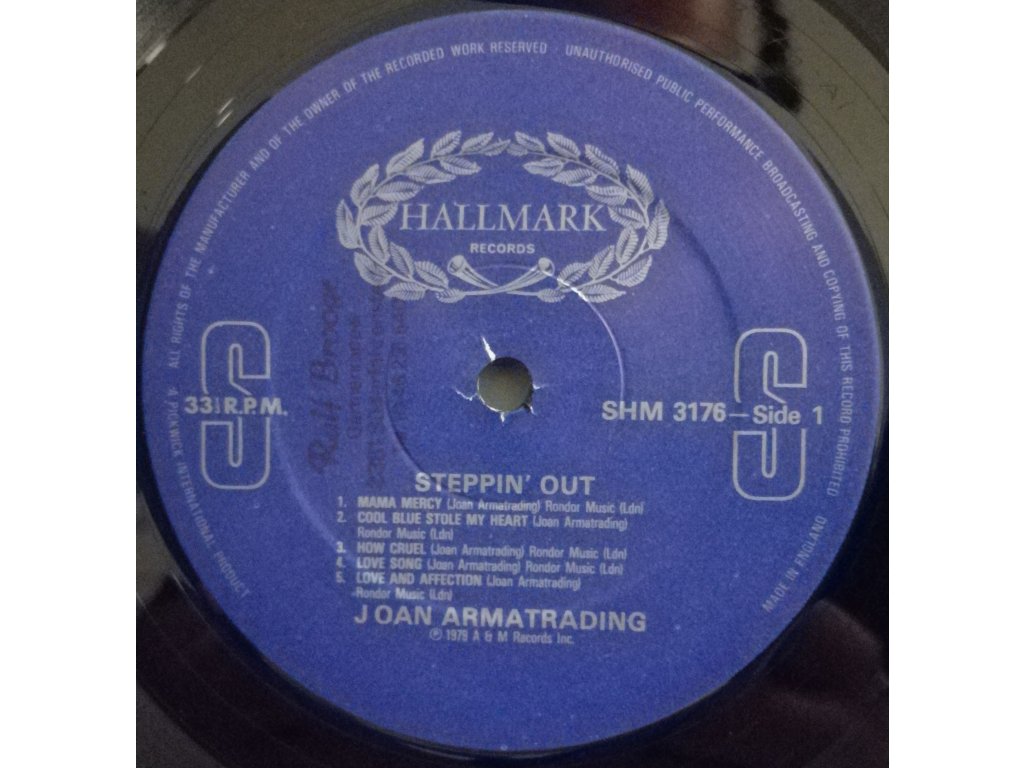 ALL RIGHTS OF THE MANUFACTURER AND OF THE OWNER OF THE RECORDED WORK RESERVED · UNAUTHORISED PUBLIC PERFORMANCE BROADCASTING AND COPYING OF THIS RECORD PROHIBITED
HALLMARK
RECORDS
S
S
33⅓ R.P.M.
SHM 3176—Side 1
STEPPIN' OUT
1. MAMA MERCY (Joan Armatrading) Rondor Music (Ldn)
2. COOL BLUE STOLE MY HEART (Joan Armatrading)
Rondor Music (Ldn)
3. HOW CRUEL (Joan Armatrading) Rondor Music (Ldn)
4. LOVE SONG (Joan Armatrading) Rondor Music (Ldn)
5. LOVE AND AFFECTION (Joan Armatrading)
Rondor Music (Ldn)
JOAN ARMATRADING
℗ 1979 A & M Records Inc.
A PICKWICK INTERNATIONAL PRODUCT
MADE IN ENGLAND
Ralf